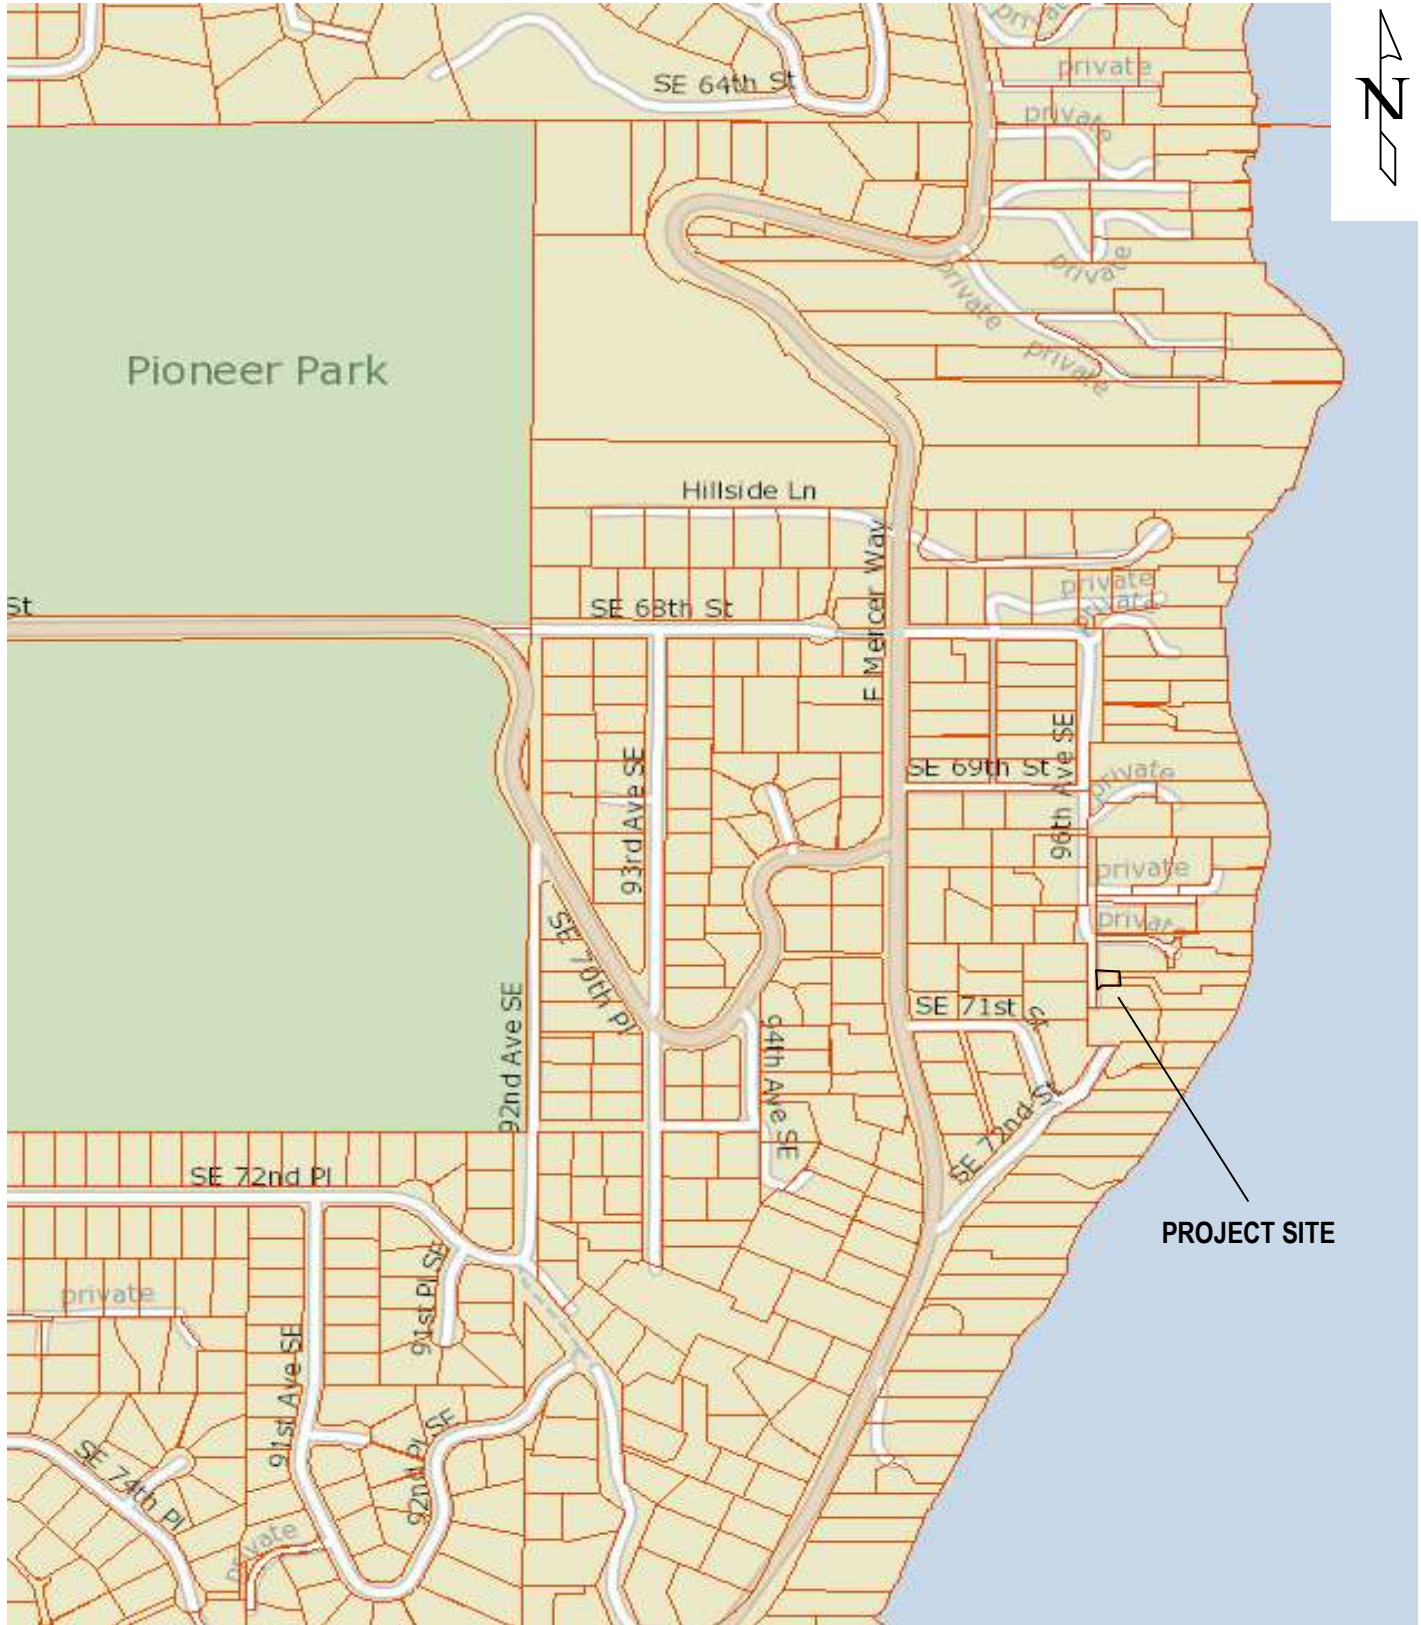 private
N
SE 64th St
private
private
private
private
private
Pioneer Park
Hillside Ln
E Mercer Way
private
private
St
SE 68th St
SE 69th St
96th Ave SE
private
93rd Ave SE
private
private
SE 70th Pl
92nd Ave SE
94th Ave SE
SE 71st St
SE 72nd St
SE 72nd Pl
PROJECT SITE
91st Pl SE
private
91st Ave SE
92nd Pl SE
SE 74th Pl
private